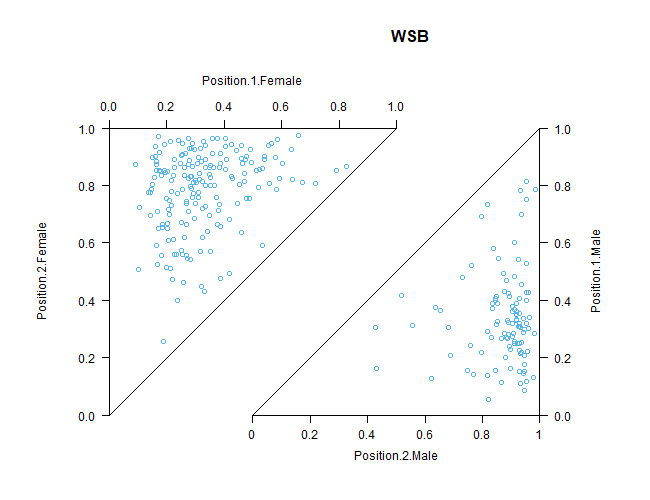 WSB
Position.1.Female
0.0 0.2 0.4 0.6 0.8 1.0
1.0 1.0
0.8 0.8
0.6 0.6
Position.2.Female Position.1.Male
0.4 0.4
0.2 0.2
0.0 0.0
0 0.2 0.4 0.6 0.8 1
Position.2.Male